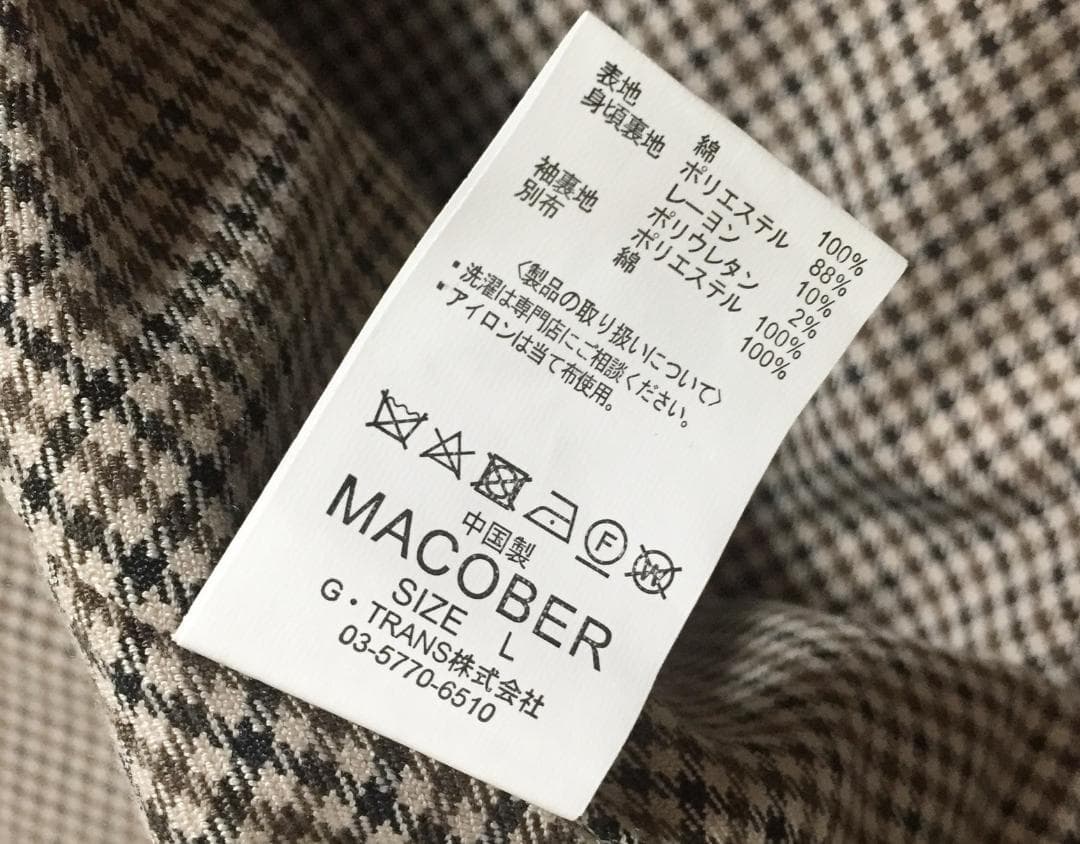 表地 綿 100%
身頃裏地 ポリエステル 88%
レーヨン 10%
ポリウレタン 2%
袖裏地 ポリエステル 100%
別布 綿 100%
〈製品の取り扱いについて〉
▪洗濯は専門店にご相談ください。
▪アイロンは当て布使用。
F W
中国製
MACOBER
SIZE L
G・TRANS株式会社
03-5770-6510